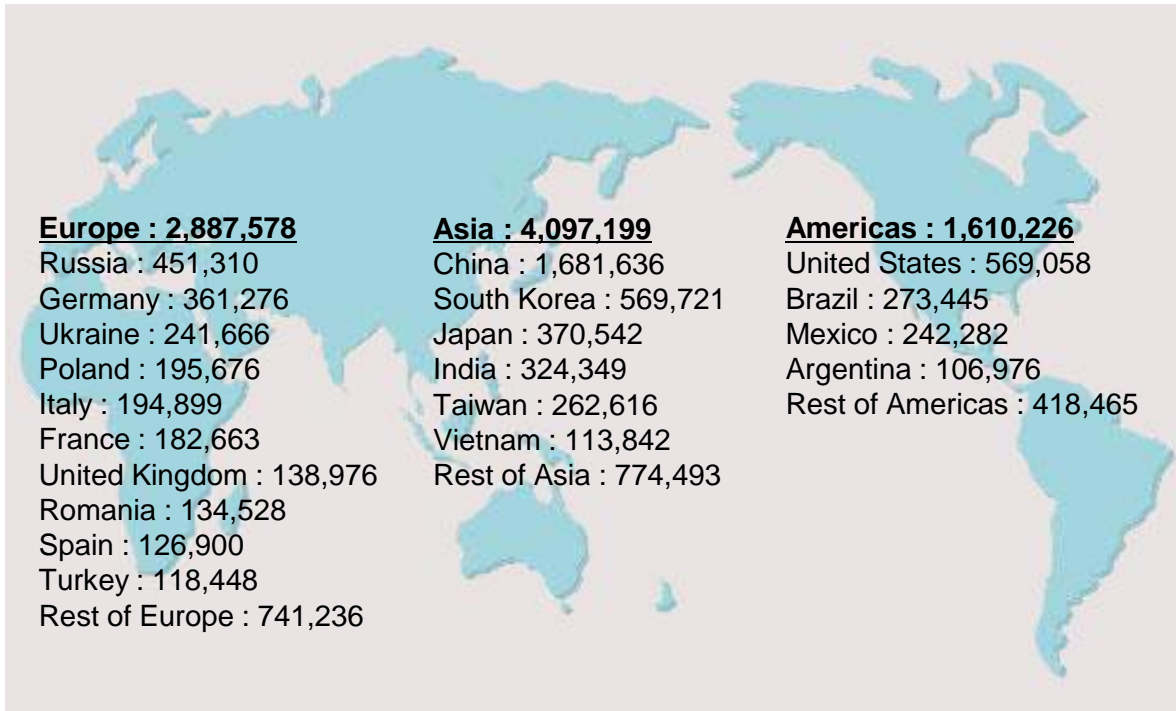 Europe : 2,887,578
Russia : 451,310
Germany : 361,276
Ukraine : 241,666
Poland : 195,676
Italy : 194,899
France : 182,663
United Kingdom : 138,976
Romania : 134,528
Spain : 126,900
Turkey : 118,448
Rest of Europe : 741,236
Asia : 4,097,199
China : 1,681,636
South Korea : 569,721
Japan : 370,542
India : 324,349
Taiwan : 262,616
Vietnam : 113,842
Rest of Asia : 774,493
Americas : 1,610,226
United States : 569,058
Brazil : 273,445
Mexico : 242,282
Argentina : 106,976
Rest of Americas : 418,465